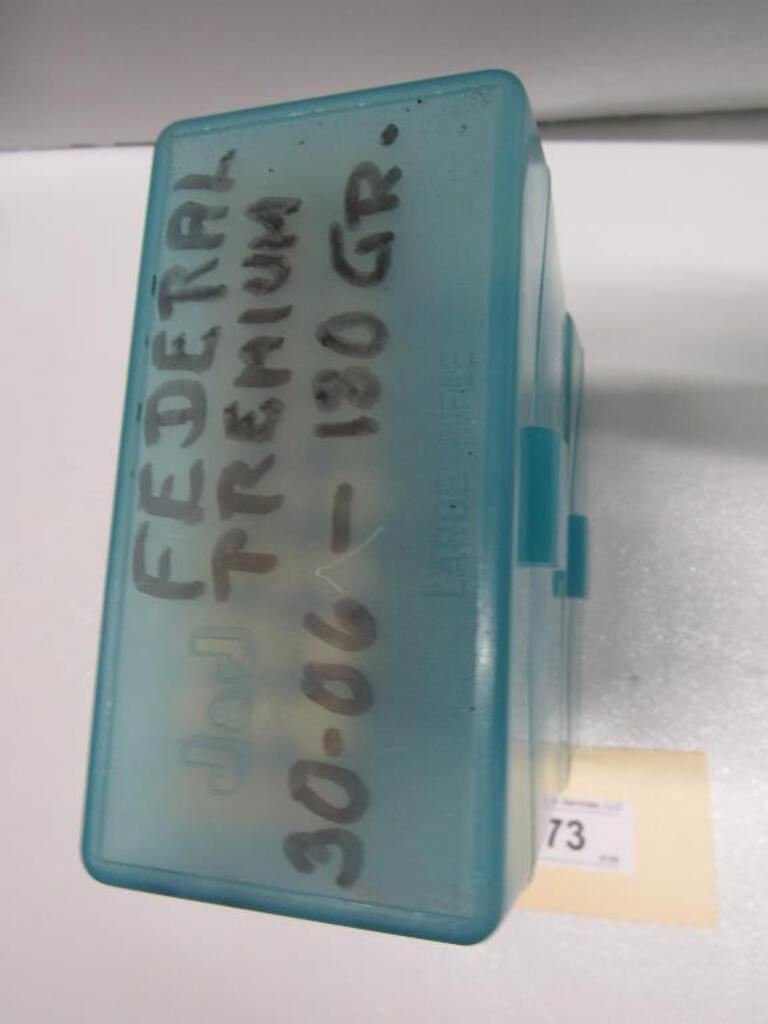 FEDERAL
PREMIUM
30-06 - 180 GR.
LARGE RIFLE
73